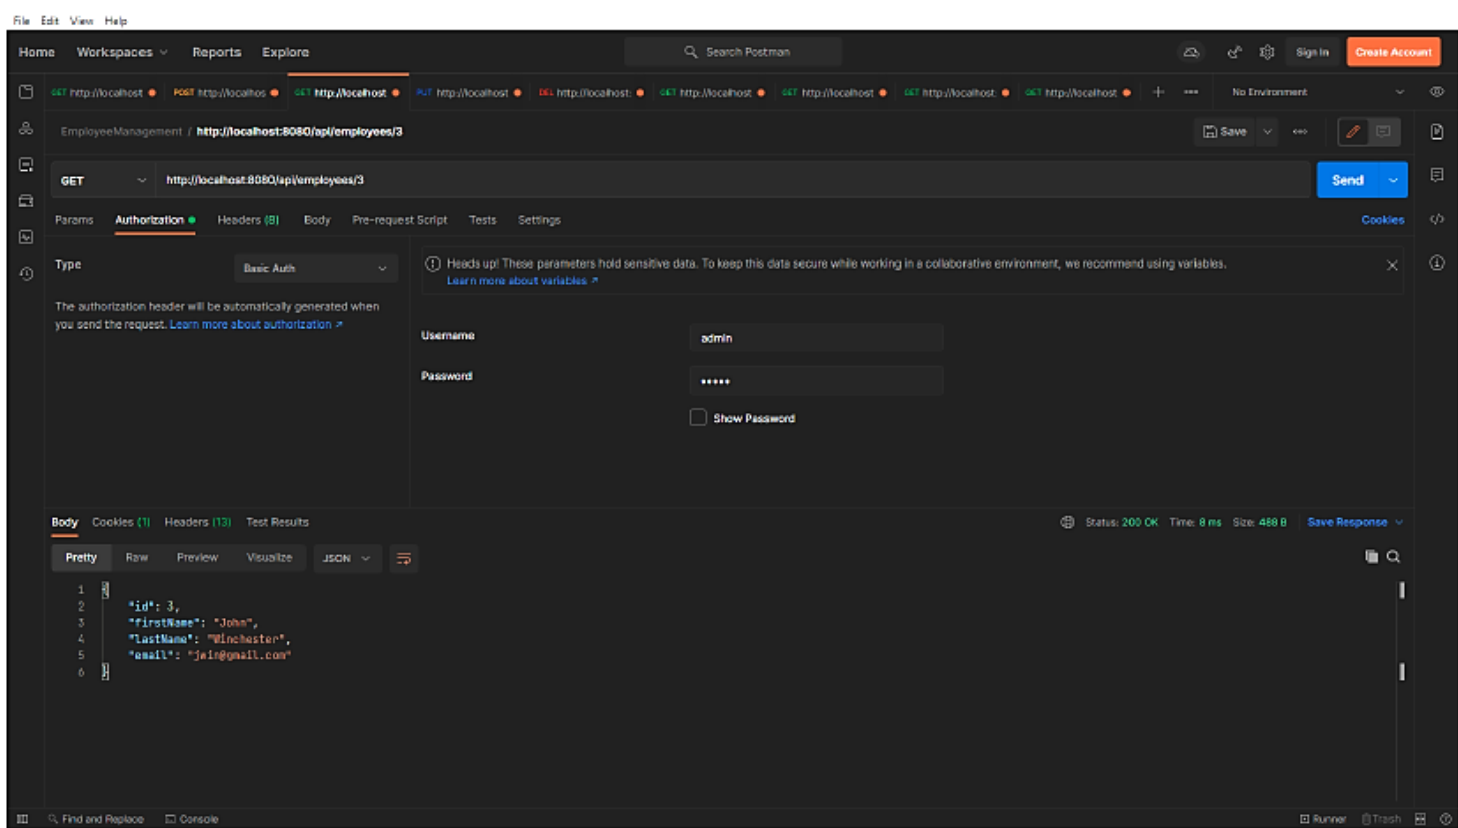 File Edit View Help
Home Workspaces Reports Explore Search Postman Sign In Create Account
GET http://localhost POST http://localhos GET http://localhost PUT http://localhost DEL http://localhost: GET http://localhost GET http://localhost GET http://localhost: GET http://localhost No Environment
EmployeeManagement / http://localhost:8080/api/employees/3 Save
GET http://localhost:8080/api/employees/3 Send
Params Authorization Headers (8) Body Pre-request Script Tests Settings Cookies
Type Basic Auth
Heads up! These parameters hold sensitive data. To keep this data secure while working in a collaborative environment, we recommend using variables.
Learn more about variables
The authorization header will be automatically generated when
you send the request. Learn more about authorization
Username admin
Password •••••
Show Password
Body Cookies (1) Headers (13) Test Results Status: 200 OK Time: 8 ms Size: 488 B Save Response
Pretty Raw Preview Visualize JSON
1 {
2 "id": 3,
3 "firstName": "John",
4 "lastName": "Winchester",
5 "email": "jwin@gmail.com"
6 }
Find and Replace Console Runner Trash